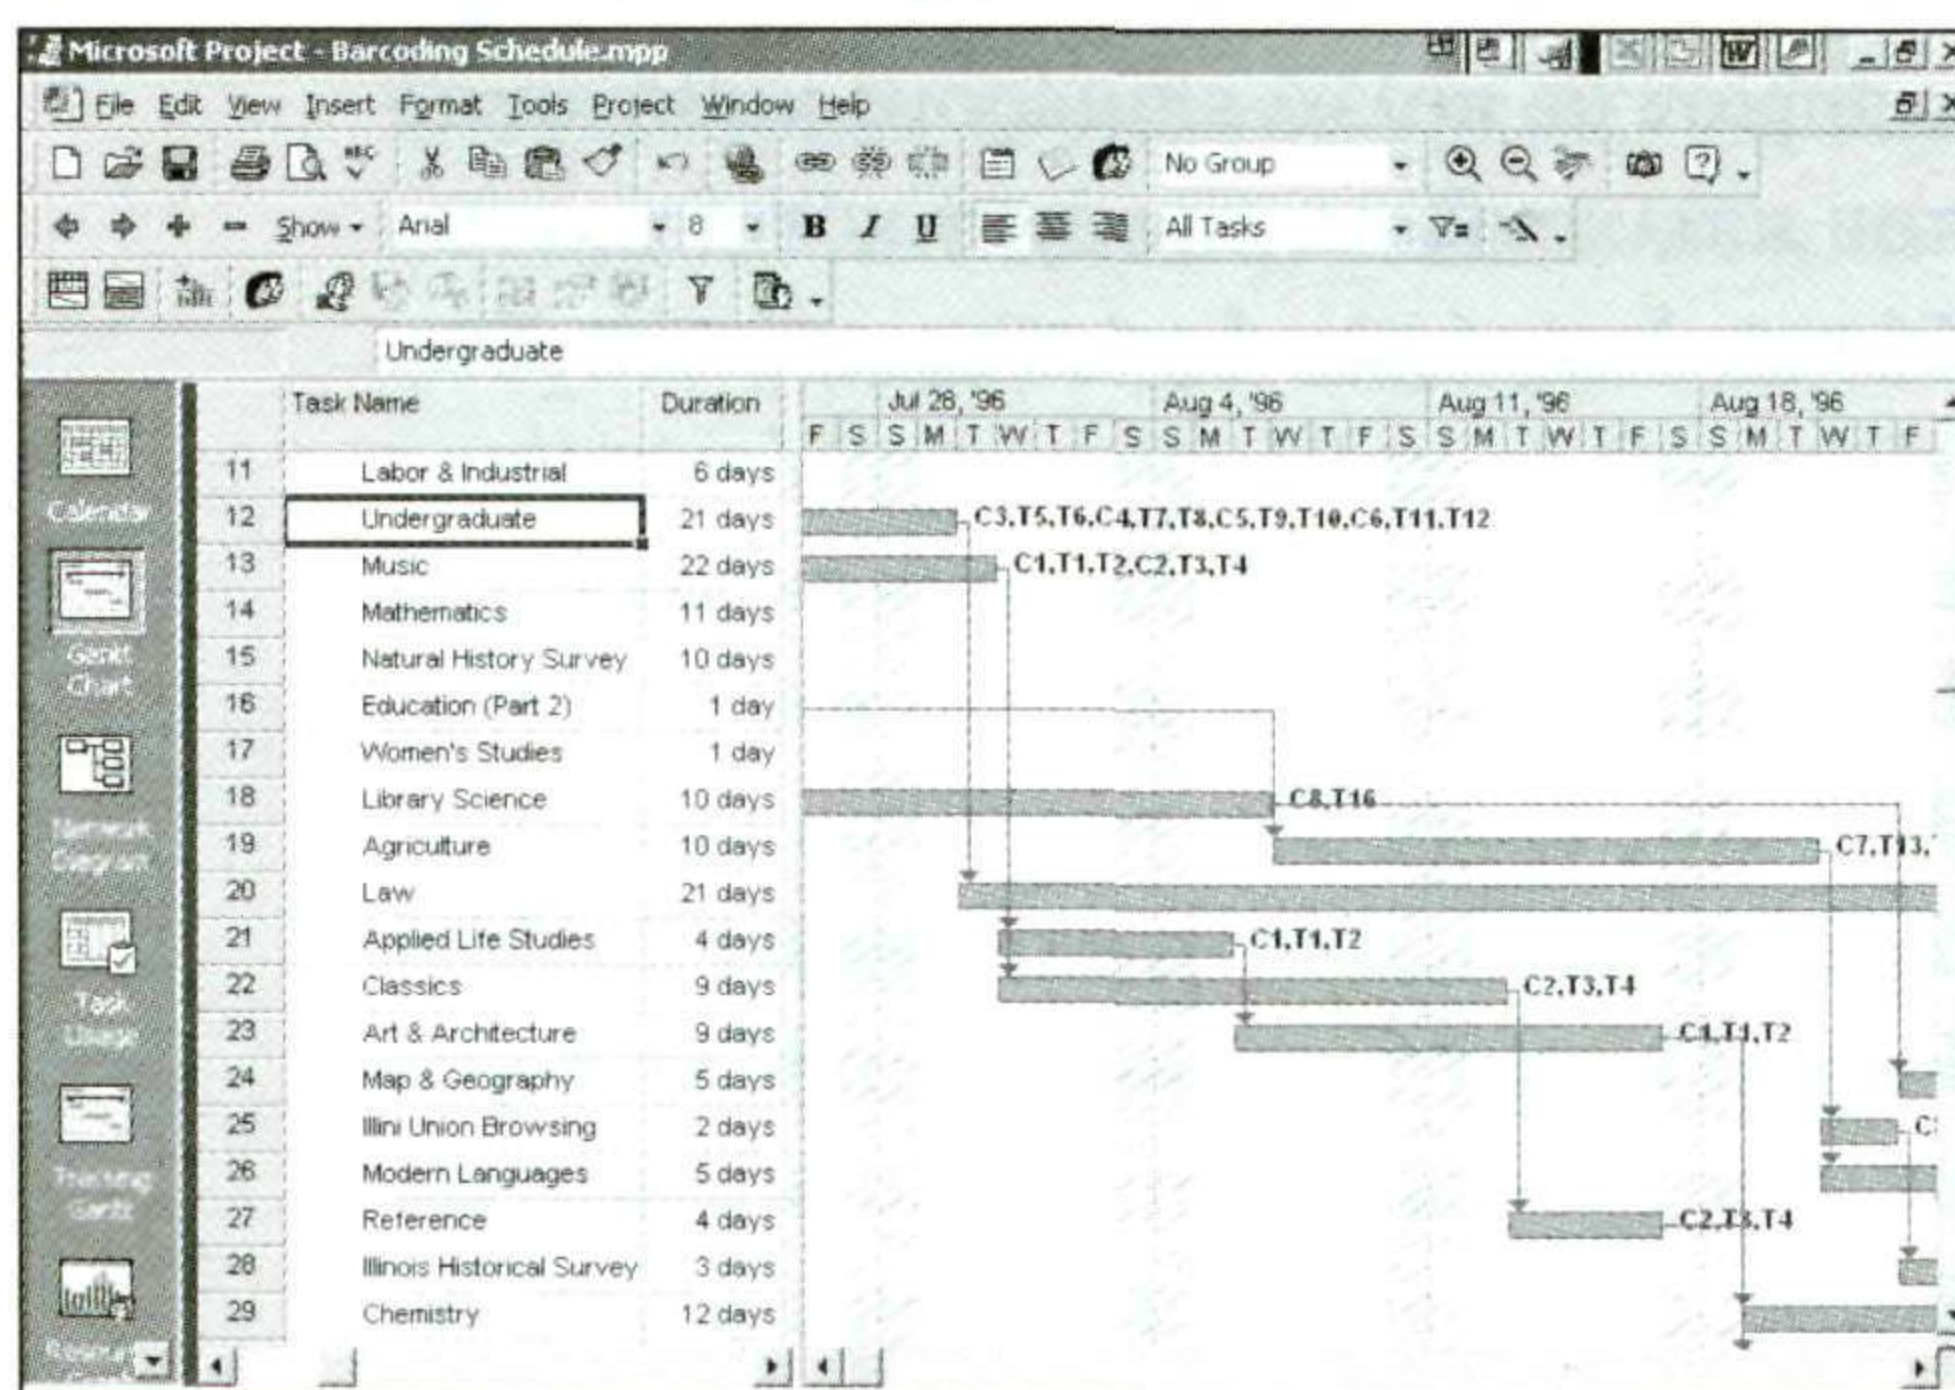 Microsoft Project - Barcoding Schedule.mpp
File Edit View Insert Format Tools Project Window Help
No Group
Show Arial 8 B I U All Tasks
Undergraduate
Task Name Duration Jul 28, '96 Aug 4, '96 Aug 11, '96 Aug 18, '96
F S S M T W T F S S M T W T F S S M T W T F S S M T W T F
11 Labor & Industrial 6 days
12 Undergraduate 21 days C3,T5,T6,C4,T7,T8,C5,T9,T10,C6,T11,T12
13 Music 22 days C1,T1,T2,C2,T3,T4
14 Mathematics 11 days
15 Natural History Survey 10 days
16 Education (Part 2) 1 day
17 Women's Studies 1 day
18 Library Science 10 days C8,T16
19 Agriculture 10 days C7,T13,
20 Law 21 days
21 Applied Life Studies 4 days C1,T1,T2
22 Classics 9 days C2,T3,T4
23 Art & Architecture 9 days C1,T1,T2
24 Map & Geography 5 days
25 Illini Union Browsing 2 days
26 Modern Languages 5 days
27 Reference 4 days C2,T3,T4
28 Illinois Historical Survey 3 days
29 Chemistry 12 days
Calendar
Gantt
Chart
Network
Diagram
Task
Usage
Tracking
Gantt